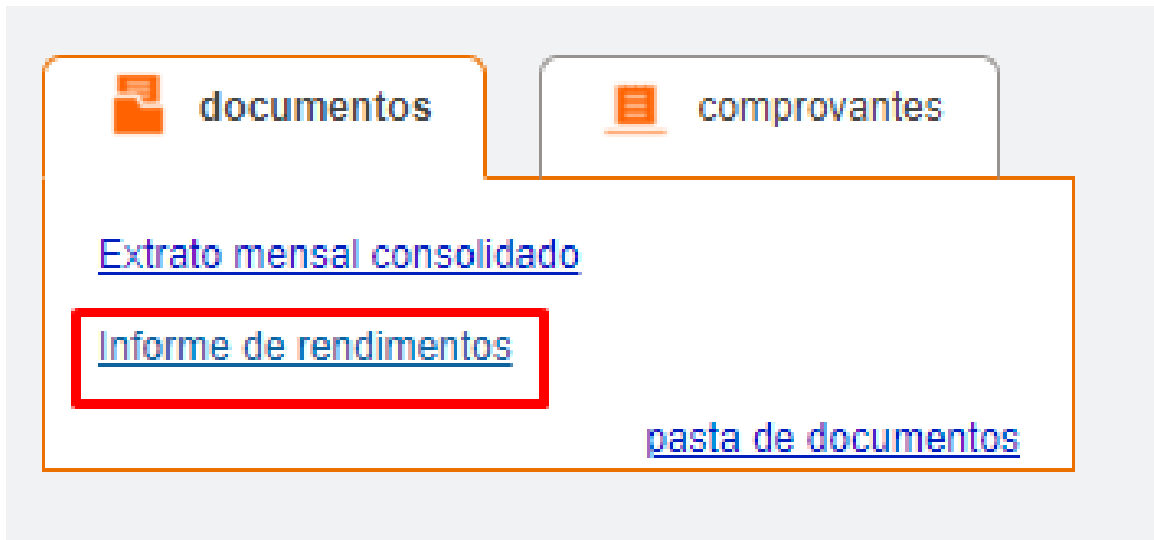 documentos
comprovantes
Extrato mensal consolidado
Informe de rendimentos
pasta de documentos